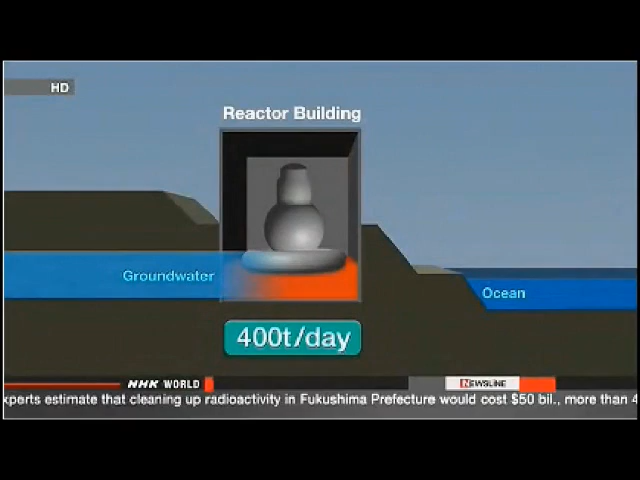 HD
Reactor Building
Groundwater
Ocean
400t/day
NHK WORLD
NEWSLINE
estimate that cleaning up radioactivity in Fukushima Prefecture would cost $50 bil., more than